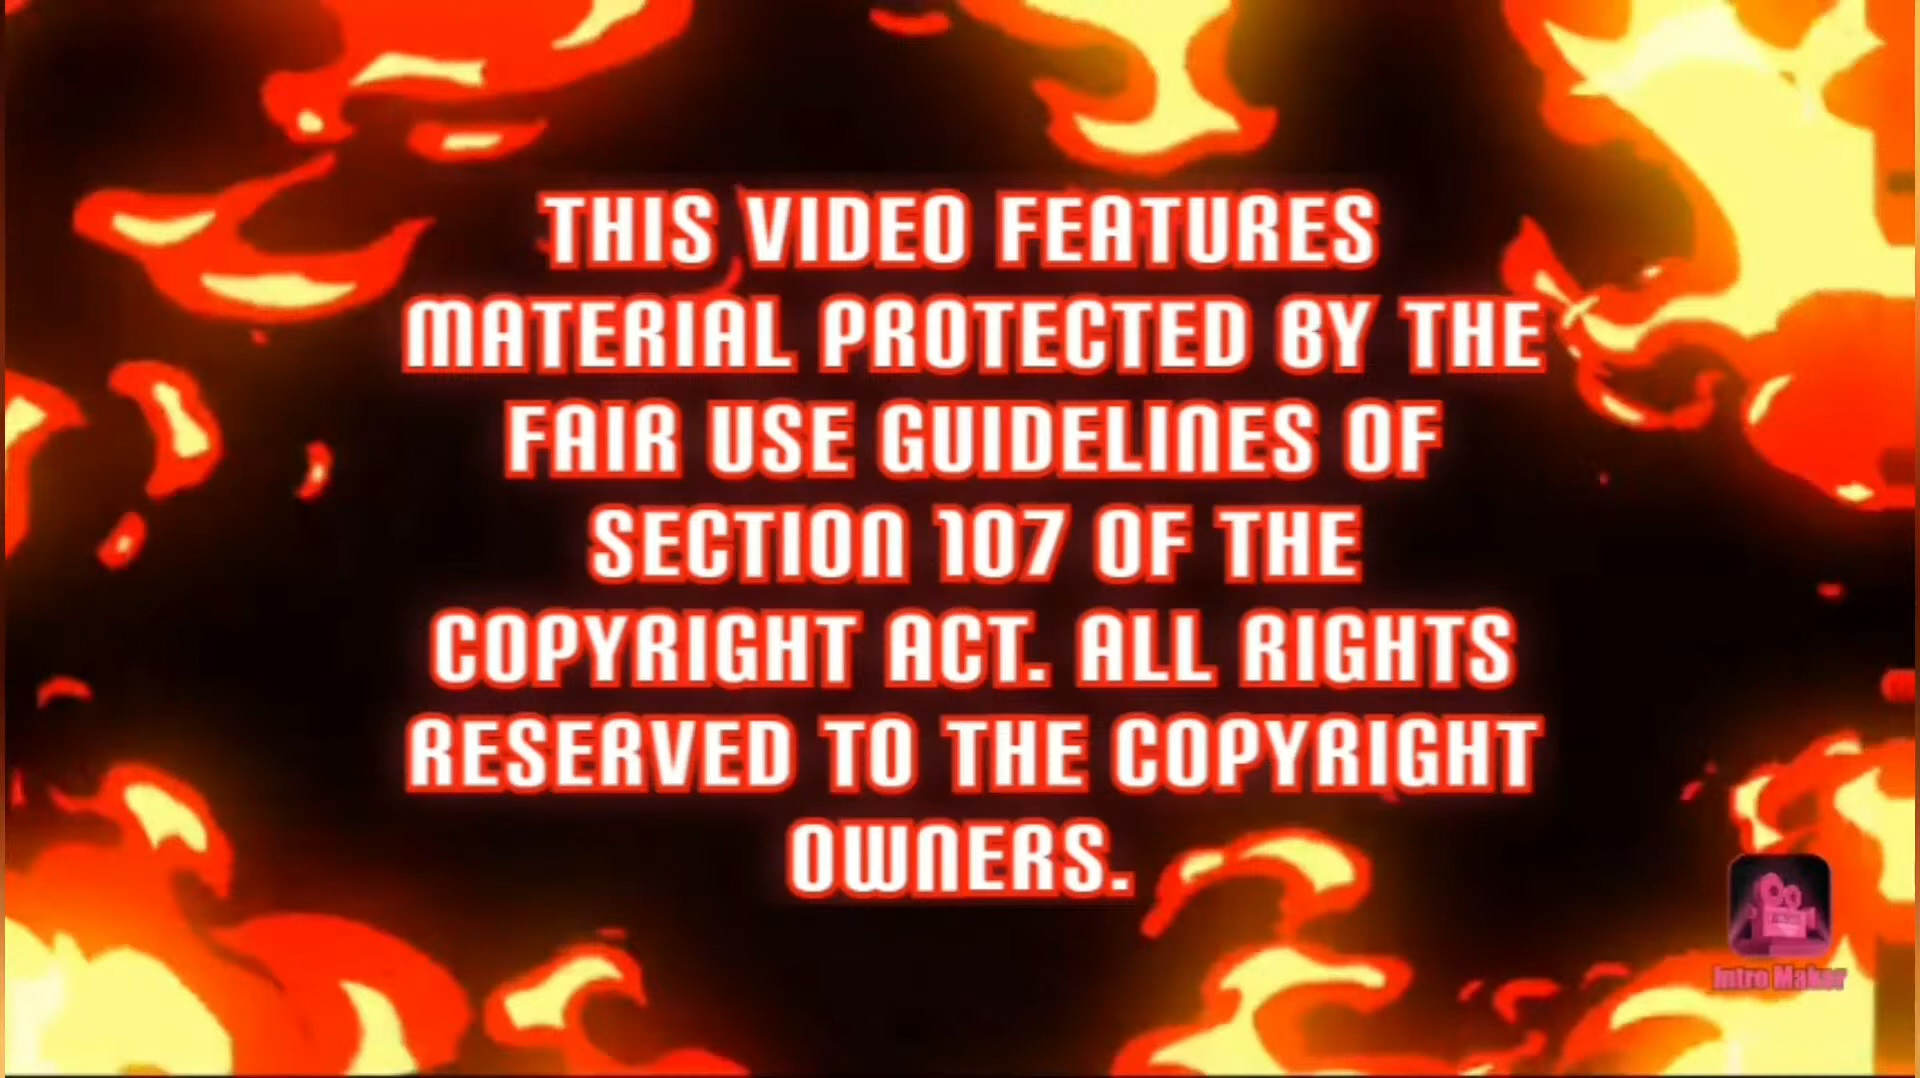 THIS VIDEO FEATURES
MATERIAL PROTECTED BY THE
FAIR USE GUIDELINES OF
SECTION 107 OF THE
COPYRIGHT ACT. ALL RIGHTS
RESERVED TO THE COPYRIGHT
OWNERS.
Intro Maker